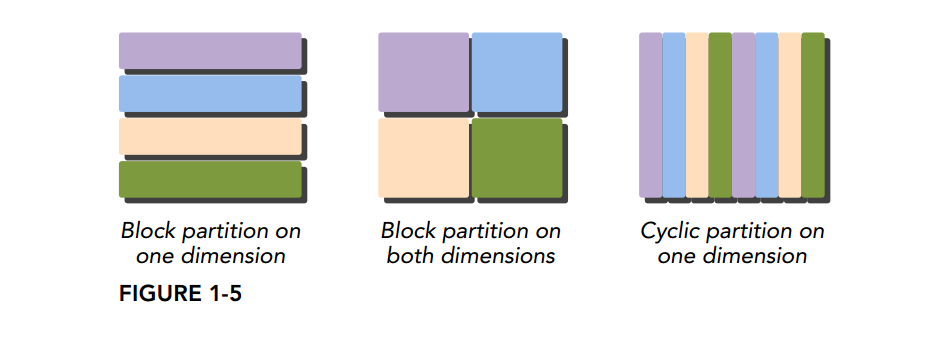 Block partition on
one dimension
Block partition on
both dimensions
Cyclic partition on
one dimension
FIGURE 1-5